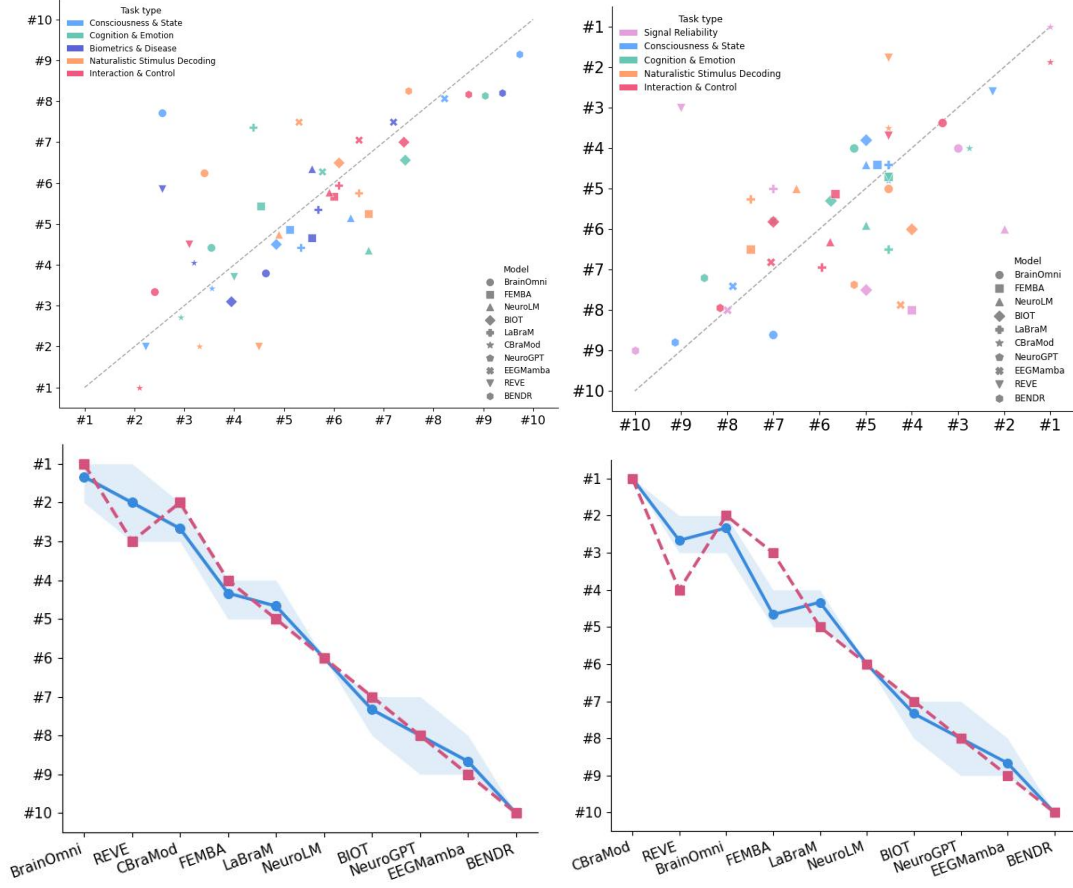 Task type
Consciousness & State
Cognition & Emotion
Biometrics & Disease
Naturalistic Stimulus Decoding
Interaction & Control
#10
#9
#8
#7
#6
#5
#4
#3
#2
#1
Model
BrainOmni
FEMBA
NeuroLM
BIOT
LaBraM
CBraMod
NeuroGPT
EEGMamba
REVE
BENDR
#1 #2 #3 #4 #5 #6 #7 #8 #9 #10
Task type
Signal Reliability
Consciousness & State
Cognition & Emotion
Naturalistic Stimulus Decoding
Interaction & Control
#1
#2
#3
#4
#5
#6
#7
#8
#9
#10
Model
BrainOmni
FEMBA
NeuroLM
BIOT
LaBraM
CBraMod
NeuroGPT
EEGMamba
REVE
BENDR
#10 #9 #8 #7 #6 #5 #4 #3 #2 #1
#1
#2
#3
#4
#5
#6
#7
#8
#9
#10
BrainOmni REVE CBraMod FEMBA LaBraM NeuroLM BIOT NeuroGPT EEGMamba BENDR
#1
#2
#3
#4
#5
#6
#7
#8
#9
#10
CBraMod REVE BrainOmni FEMBA LaBraM NeuroLM BIOT NeuroGPT EEGMamba BENDR